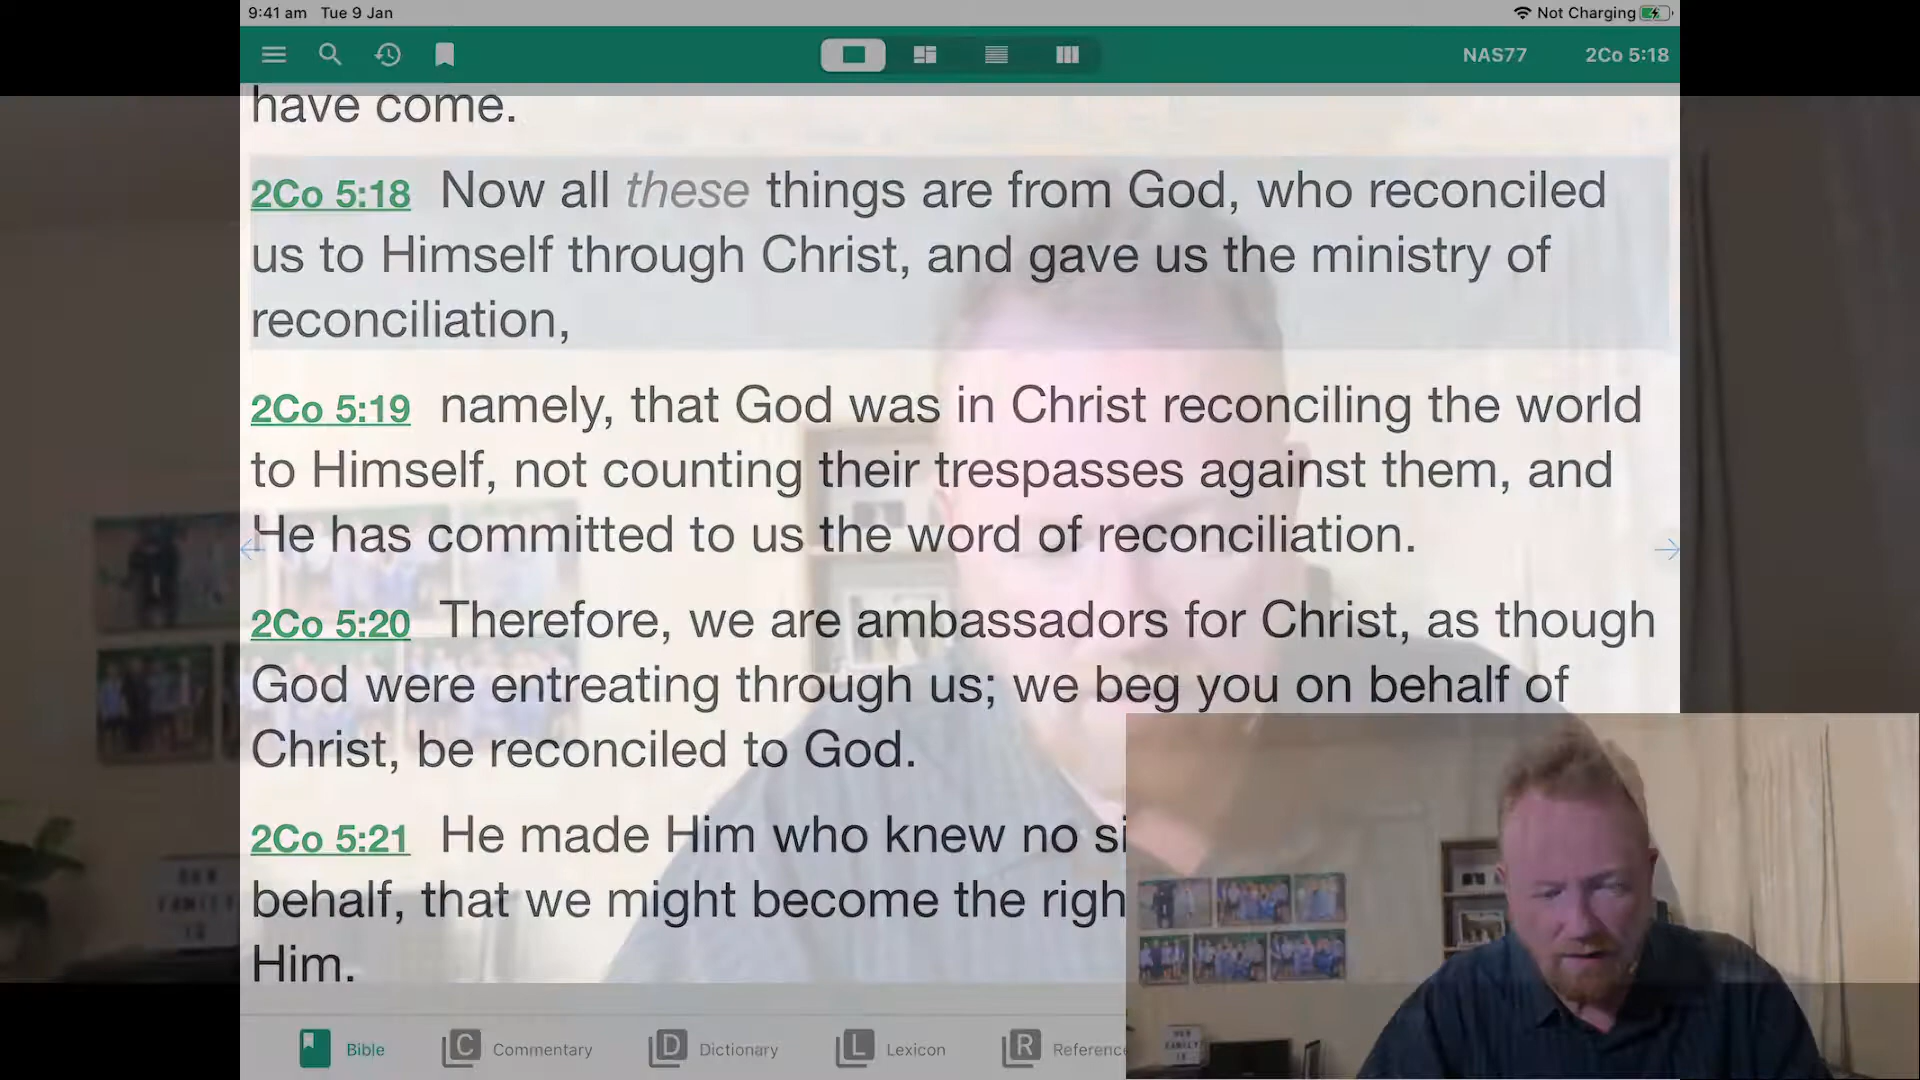 9:41 am Tue 9 Jan
Not Charging
NAS77
2Co 5:18
have come.
2Co 5:18 Now all these things are from God, who reconciled
us to Himself through Christ, and gave us the ministry of
reconciliation,
2Co 5:19 namely, that God was in Christ reconciling the world
to Himself, not counting their trespasses against them, and
He has committed to us the word of reconciliation.
2Co 5:20 Therefore, we are ambassadors for Christ, as though
God were entreating through us; we beg you on behalf of
Christ, be reconciled to God.
2Co 5:21 He made Him who knew no si
behalf, that we might become the righ
Him.
OUR
FAMILY
IS
Bible
C Commentary
D Dictionary
L Lexicon
R Reference
OUR
FAMILY
IS